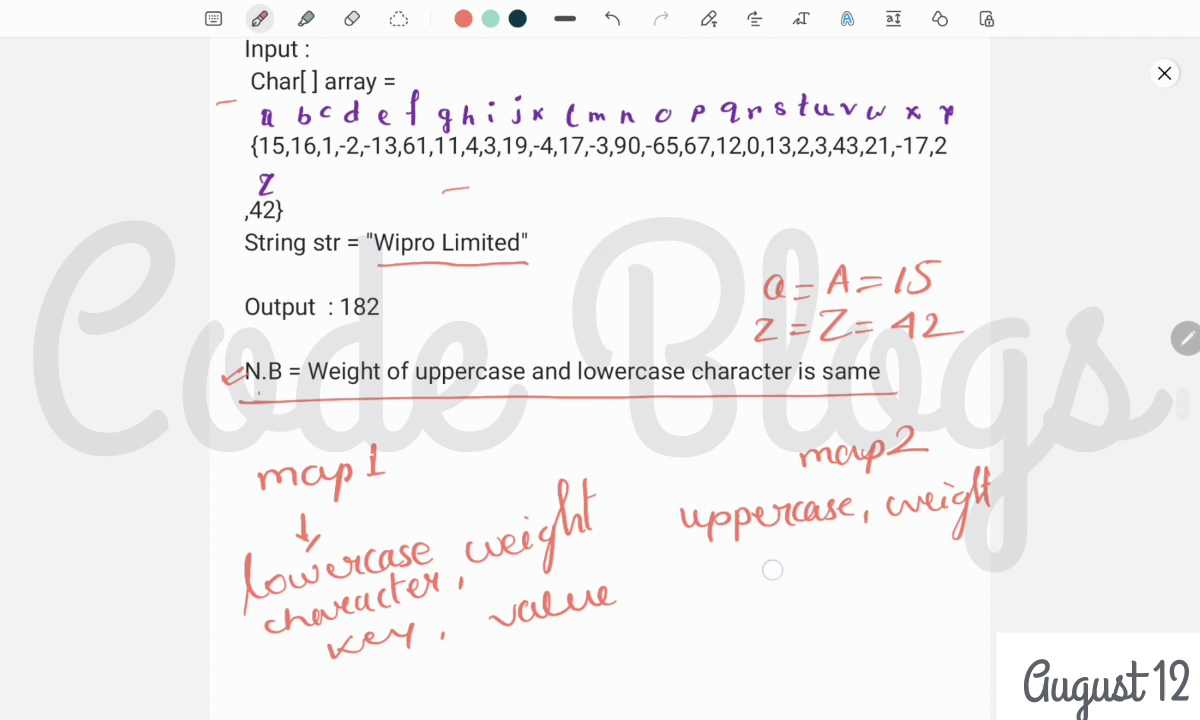 Input :
Char[ ] array =
a b c d e f g h i j k l m n o p q r s t u v w x y
{15,16,1,-2,-13,61,11,4,3,19,-4,17,-3,90,-65,67,12,0,13,2,3,43,21,-17,2
Z
,42}
String str = "Wipro Limited"
a = A = 15
Output : 182
z = Z = 42
N.B = Weight of uppercase and lowercase character is same
map 1
map2
lowercase character, weight
uppercase, weight
key, value
Code Blogs
August 12